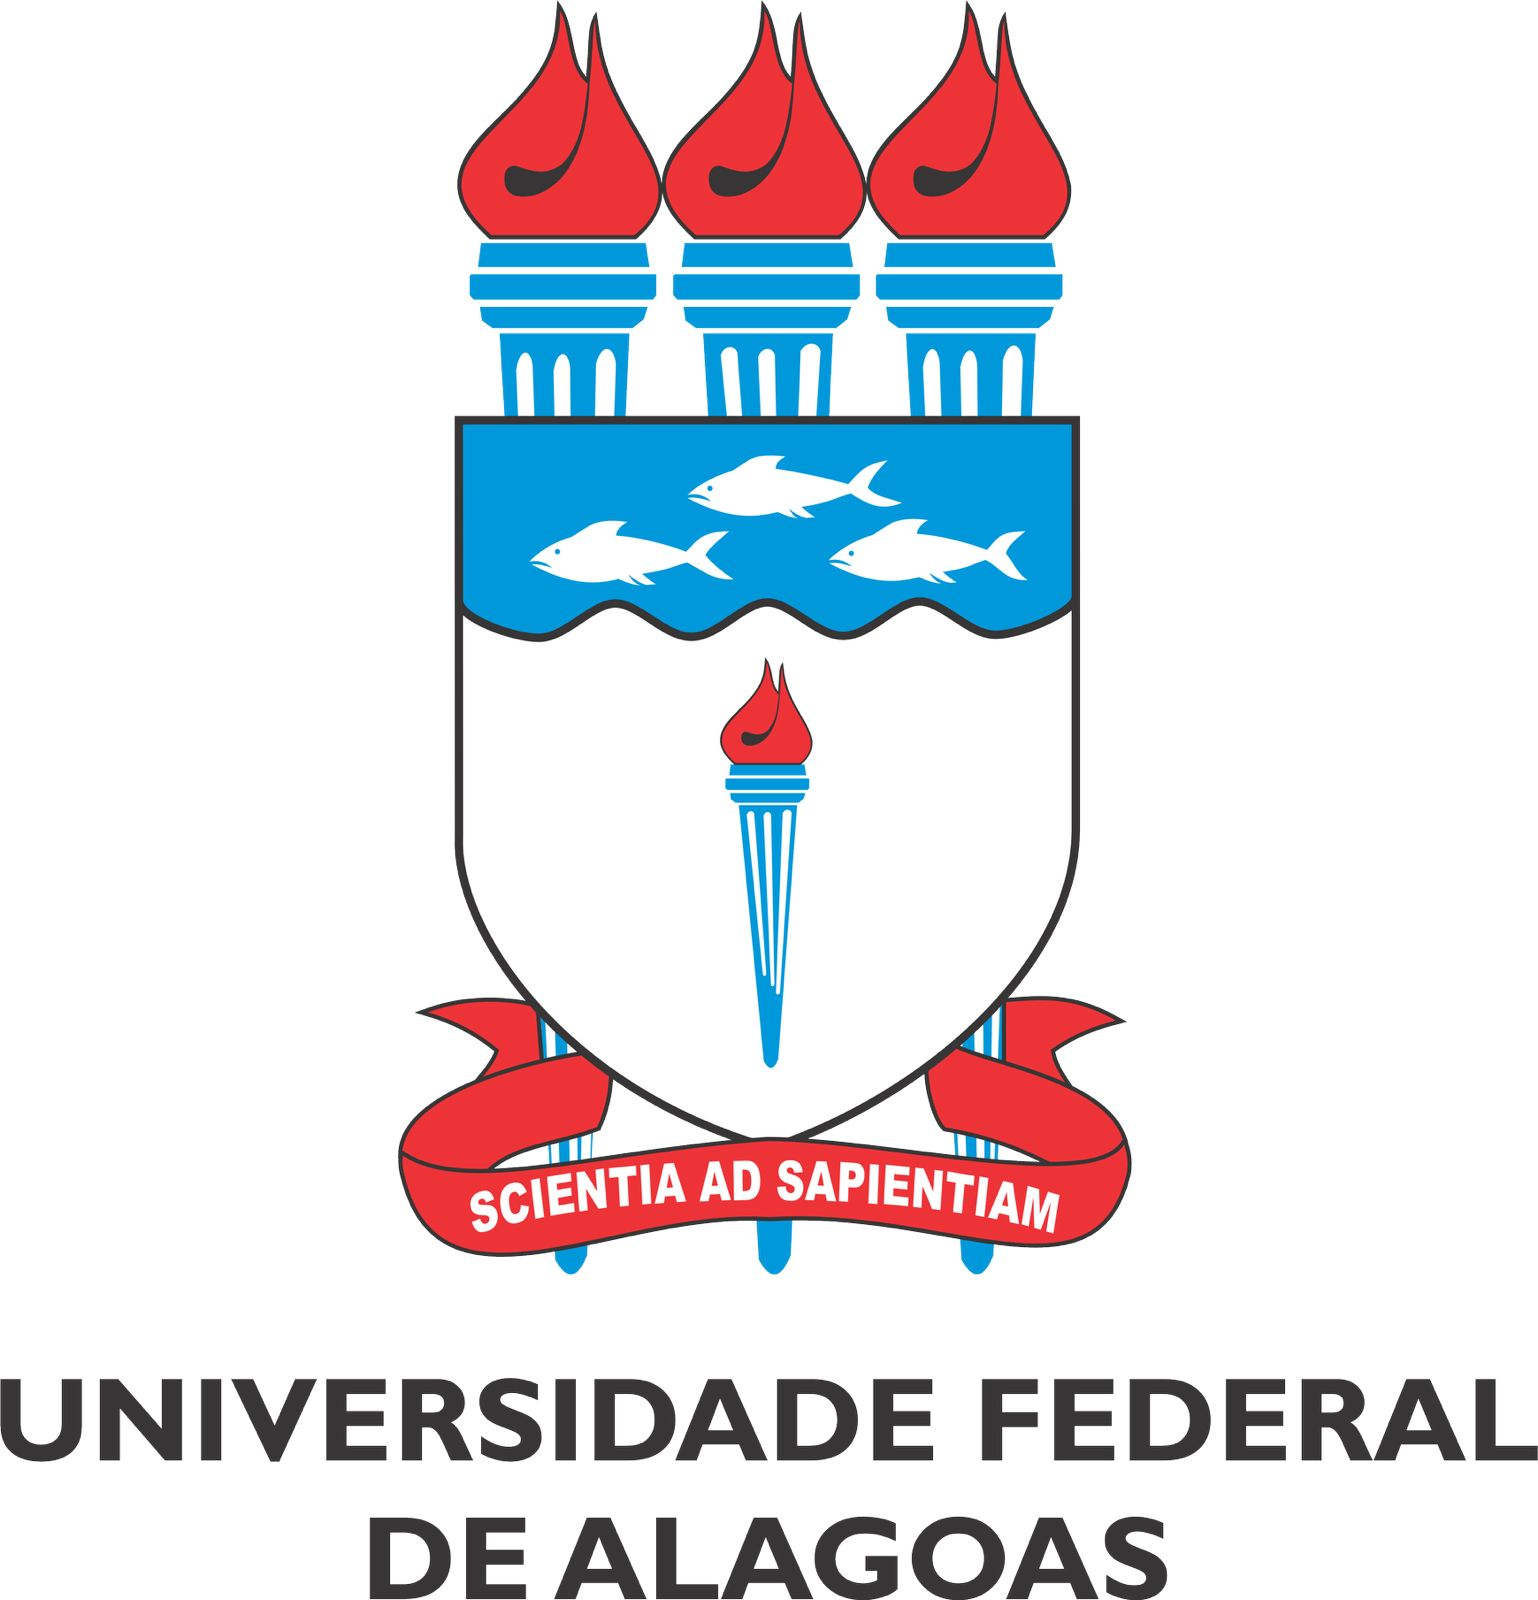 SCIENTIA AD SAPIENTIAM
UNIVERSIDADE FEDERAL
DE ALAGOAS